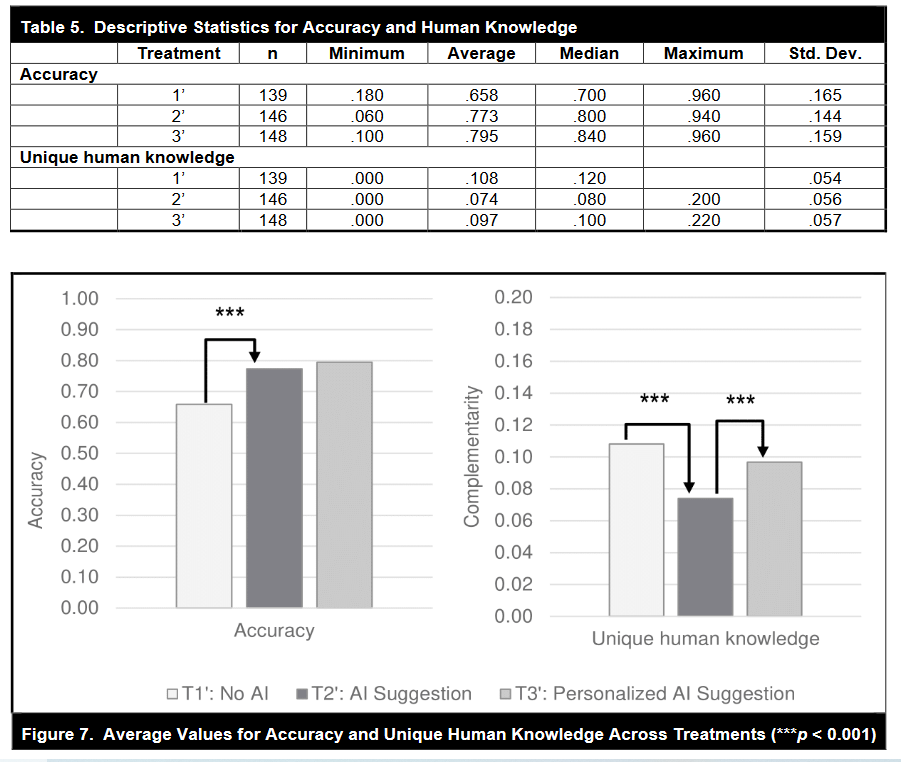 Table 5. Descriptive Statistics for Accuracy and Human Knowledge
Treatment n Minimum Average Median Maximum Std. Dev.
Accuracy
1’ 139 .180 .658 .700 .960 .165
2’ 146 .060 .773 .800 .940 .144
3’ 148 .100 .795 .840 .960 .159
Unique human knowledge
1’ 139 .000 .108 .120 .054
2’ 146 .000 .074 .080 .200 .056
3’ 148 .000 .097 .100 .220 .057
1.00
0.90
0.80
0.70
0.60
0.50
0.40
0.30
0.20
0.10
0.00
Accuracy
***
Accuracy
0.20
0.18
0.16
0.14
0.12
0.10
0.08
0.06
0.04
0.02
0.00
Complementarity
*** ***
Unique human knowledge
T1': No AI T2': AI Suggestion T3': Personalized AI Suggestion
Figure 7. Average Values for Accuracy and Unique Human Knowledge Across Treatments (***p < 0.001)